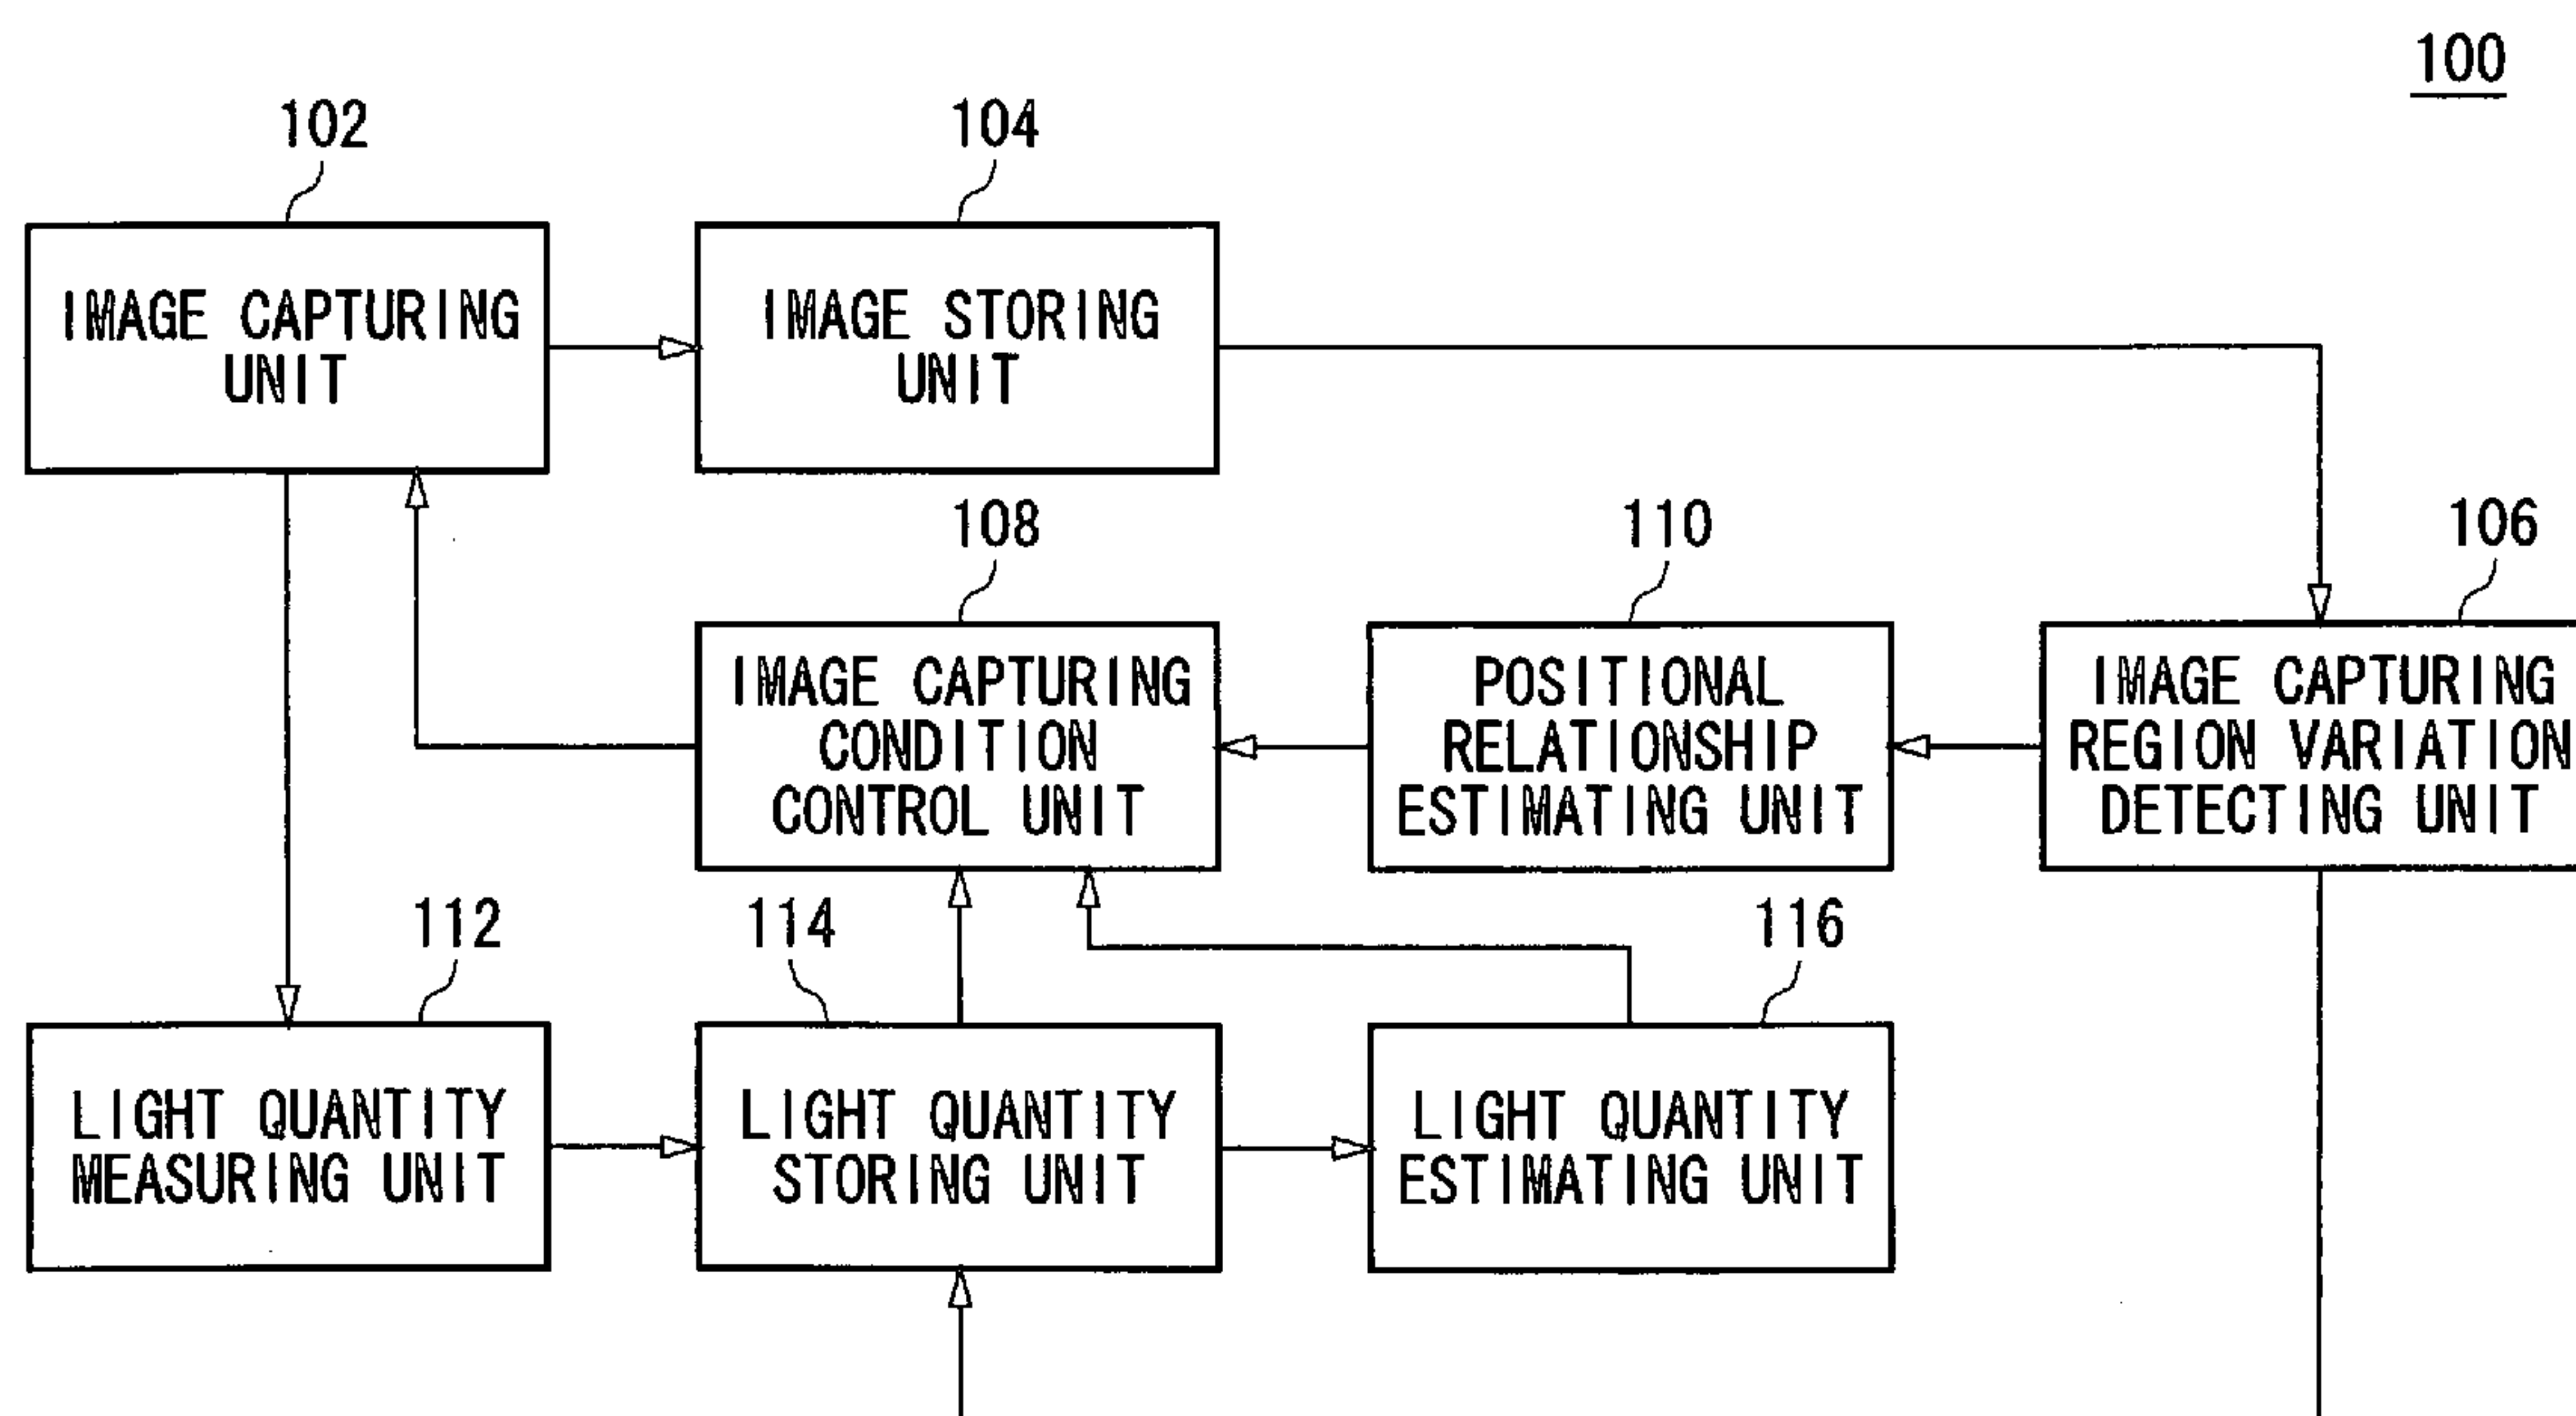 100
102
104
IMAGE CAPTURING
UNIT
IMAGE STORING
UNIT
108
110
106
IMAGE CAPTURING
CONDITION
CONTROL UNIT
POSITIONAL
RELATIONSHIP
ESTIMATING UNIT
IMAGE CAPTURING
REGION VARIATION
DETECTING UNIT
112
114
116
LIGHT QUANTITY
MEASURING UNIT
LIGHT QUANTITY
STORING UNIT
LIGHT QUANTITY
ESTIMATING UNIT